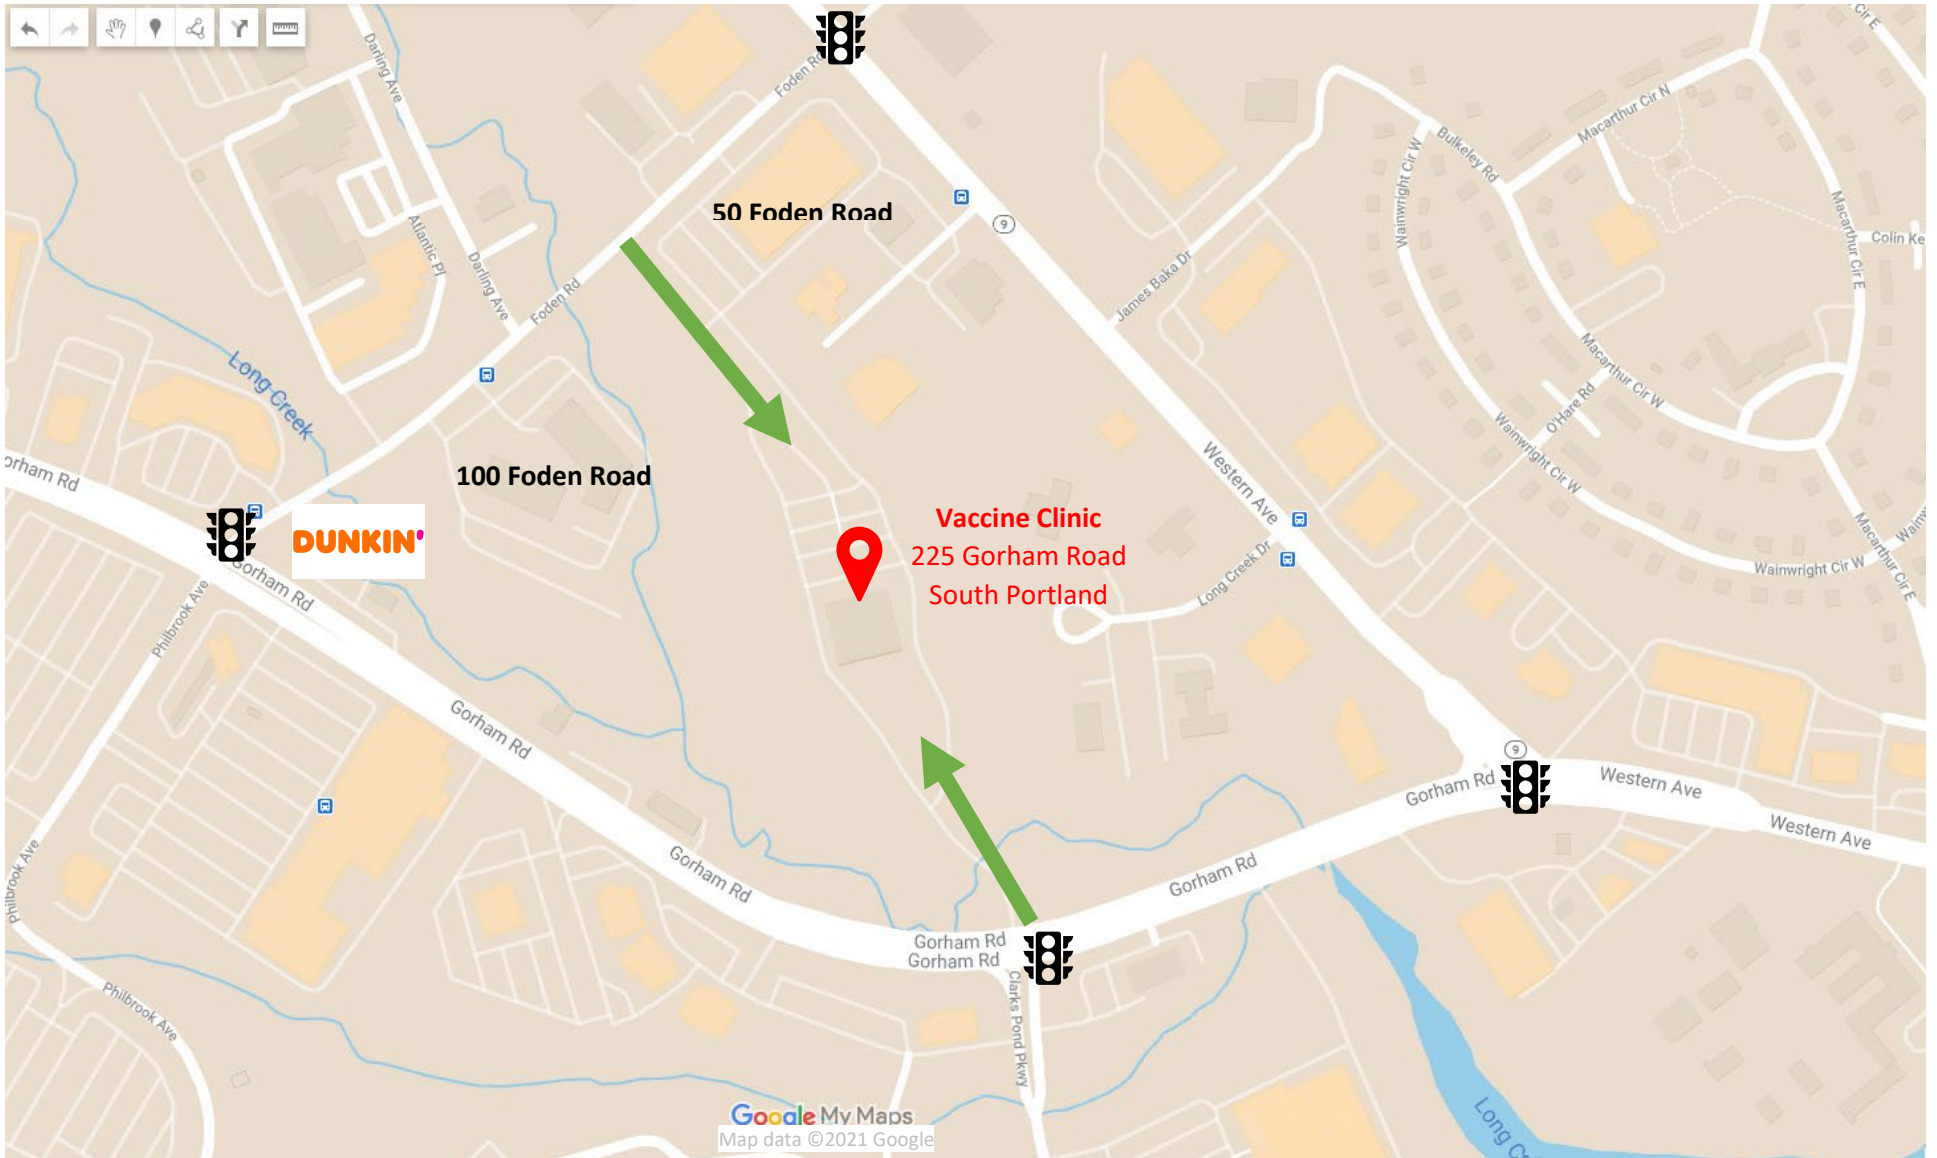 Darling Ave
Foden Rd
Cir E
Macarthur Cir N
Bulkeley Rd
Wainwright Cir W
50 Foden Road
9
Macarthur Cir E
Colin Ke
Atlantic Pl
Darling Ave
Foden Rd
James Baka Dr
Long Creek
Macarthur Cir W
O'Hare Rd
Wainwright Cir W
orham Rd
100 Foden Road
Western Ave
DUNKIN'
Vaccine Clinic
225 Gorham Road
South Portland
Long Creek Dr
Wainw
Wainwright Cir W
Macarthur Cir E
Gorham Rd
Philbrook Ave
Gorham Rd
9
Gorham Rd
Western Ave
Western Ave
Philbrook Ave
Gorham Rd
Gorham Rd
Gorham Rd
Gorham Rd
Clarks Pond Pkwy
Philbrook Ave
Google My Maps
Map data ©2021 Google
Long C